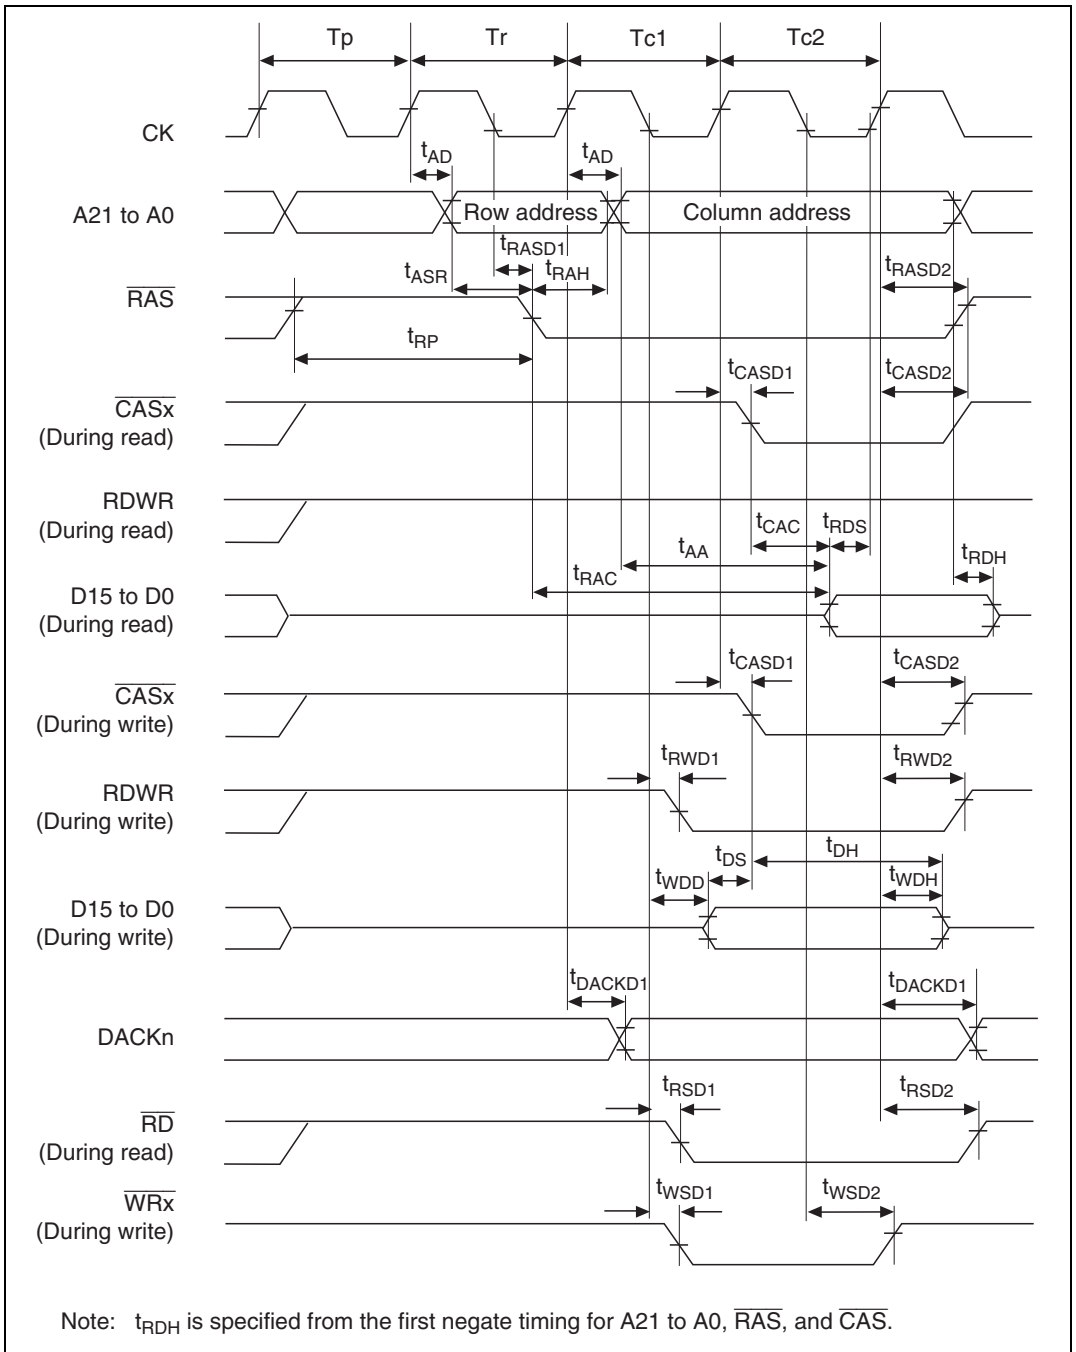 Tp Tr Tc1 Tc2
CK
tAD tAD
A21 to A0 Row address Column address
tRASD1
tASR tRAH tRASD2
RAS
tRP
tCASD1 tCASD2
CASx
(During read)
RDWR
(During read)
tCAC tRDS
tAA tRDH
tRAC
D15 to D0
(During read)
tCASD1 tCASD2
CASx
(During write)
tRWD1 tRWD2
RDWR
(During write)
tDS tDH
tWDD tWDH
D15 to D0
(During write)
tDACKD1 tDACKD1
DACKn
tRSD1 tRSD2
RD
(During read)
WRx
tWSD1 tWSD2
(During write)
Note: tRDH is specified from the first negate timing for A21 to A0, RAS, and CAS.